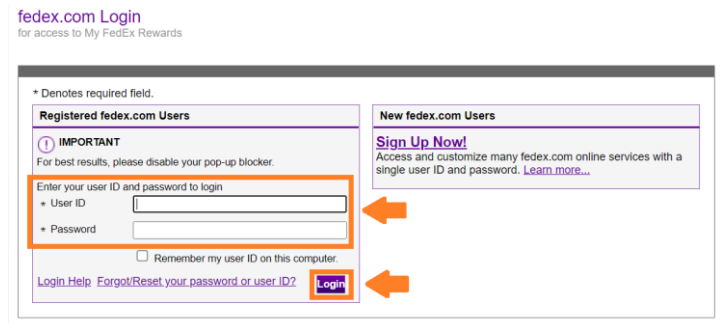 fedex.com Login
for access to My FedEx Rewards
* Denotes required field.
Registered fedex.com Users
! IMPORTANT
For best results, please disable your pop-up blocker.
Enter your user ID and password to login
* User ID
* Password
Remember my user ID on this computer.
Login Help Forgot/Reset your password or user ID? Login
New fedex.com Users
Sign Up Now!
Access and customize many fedex.com online services with a
single user ID and password. Learn more...